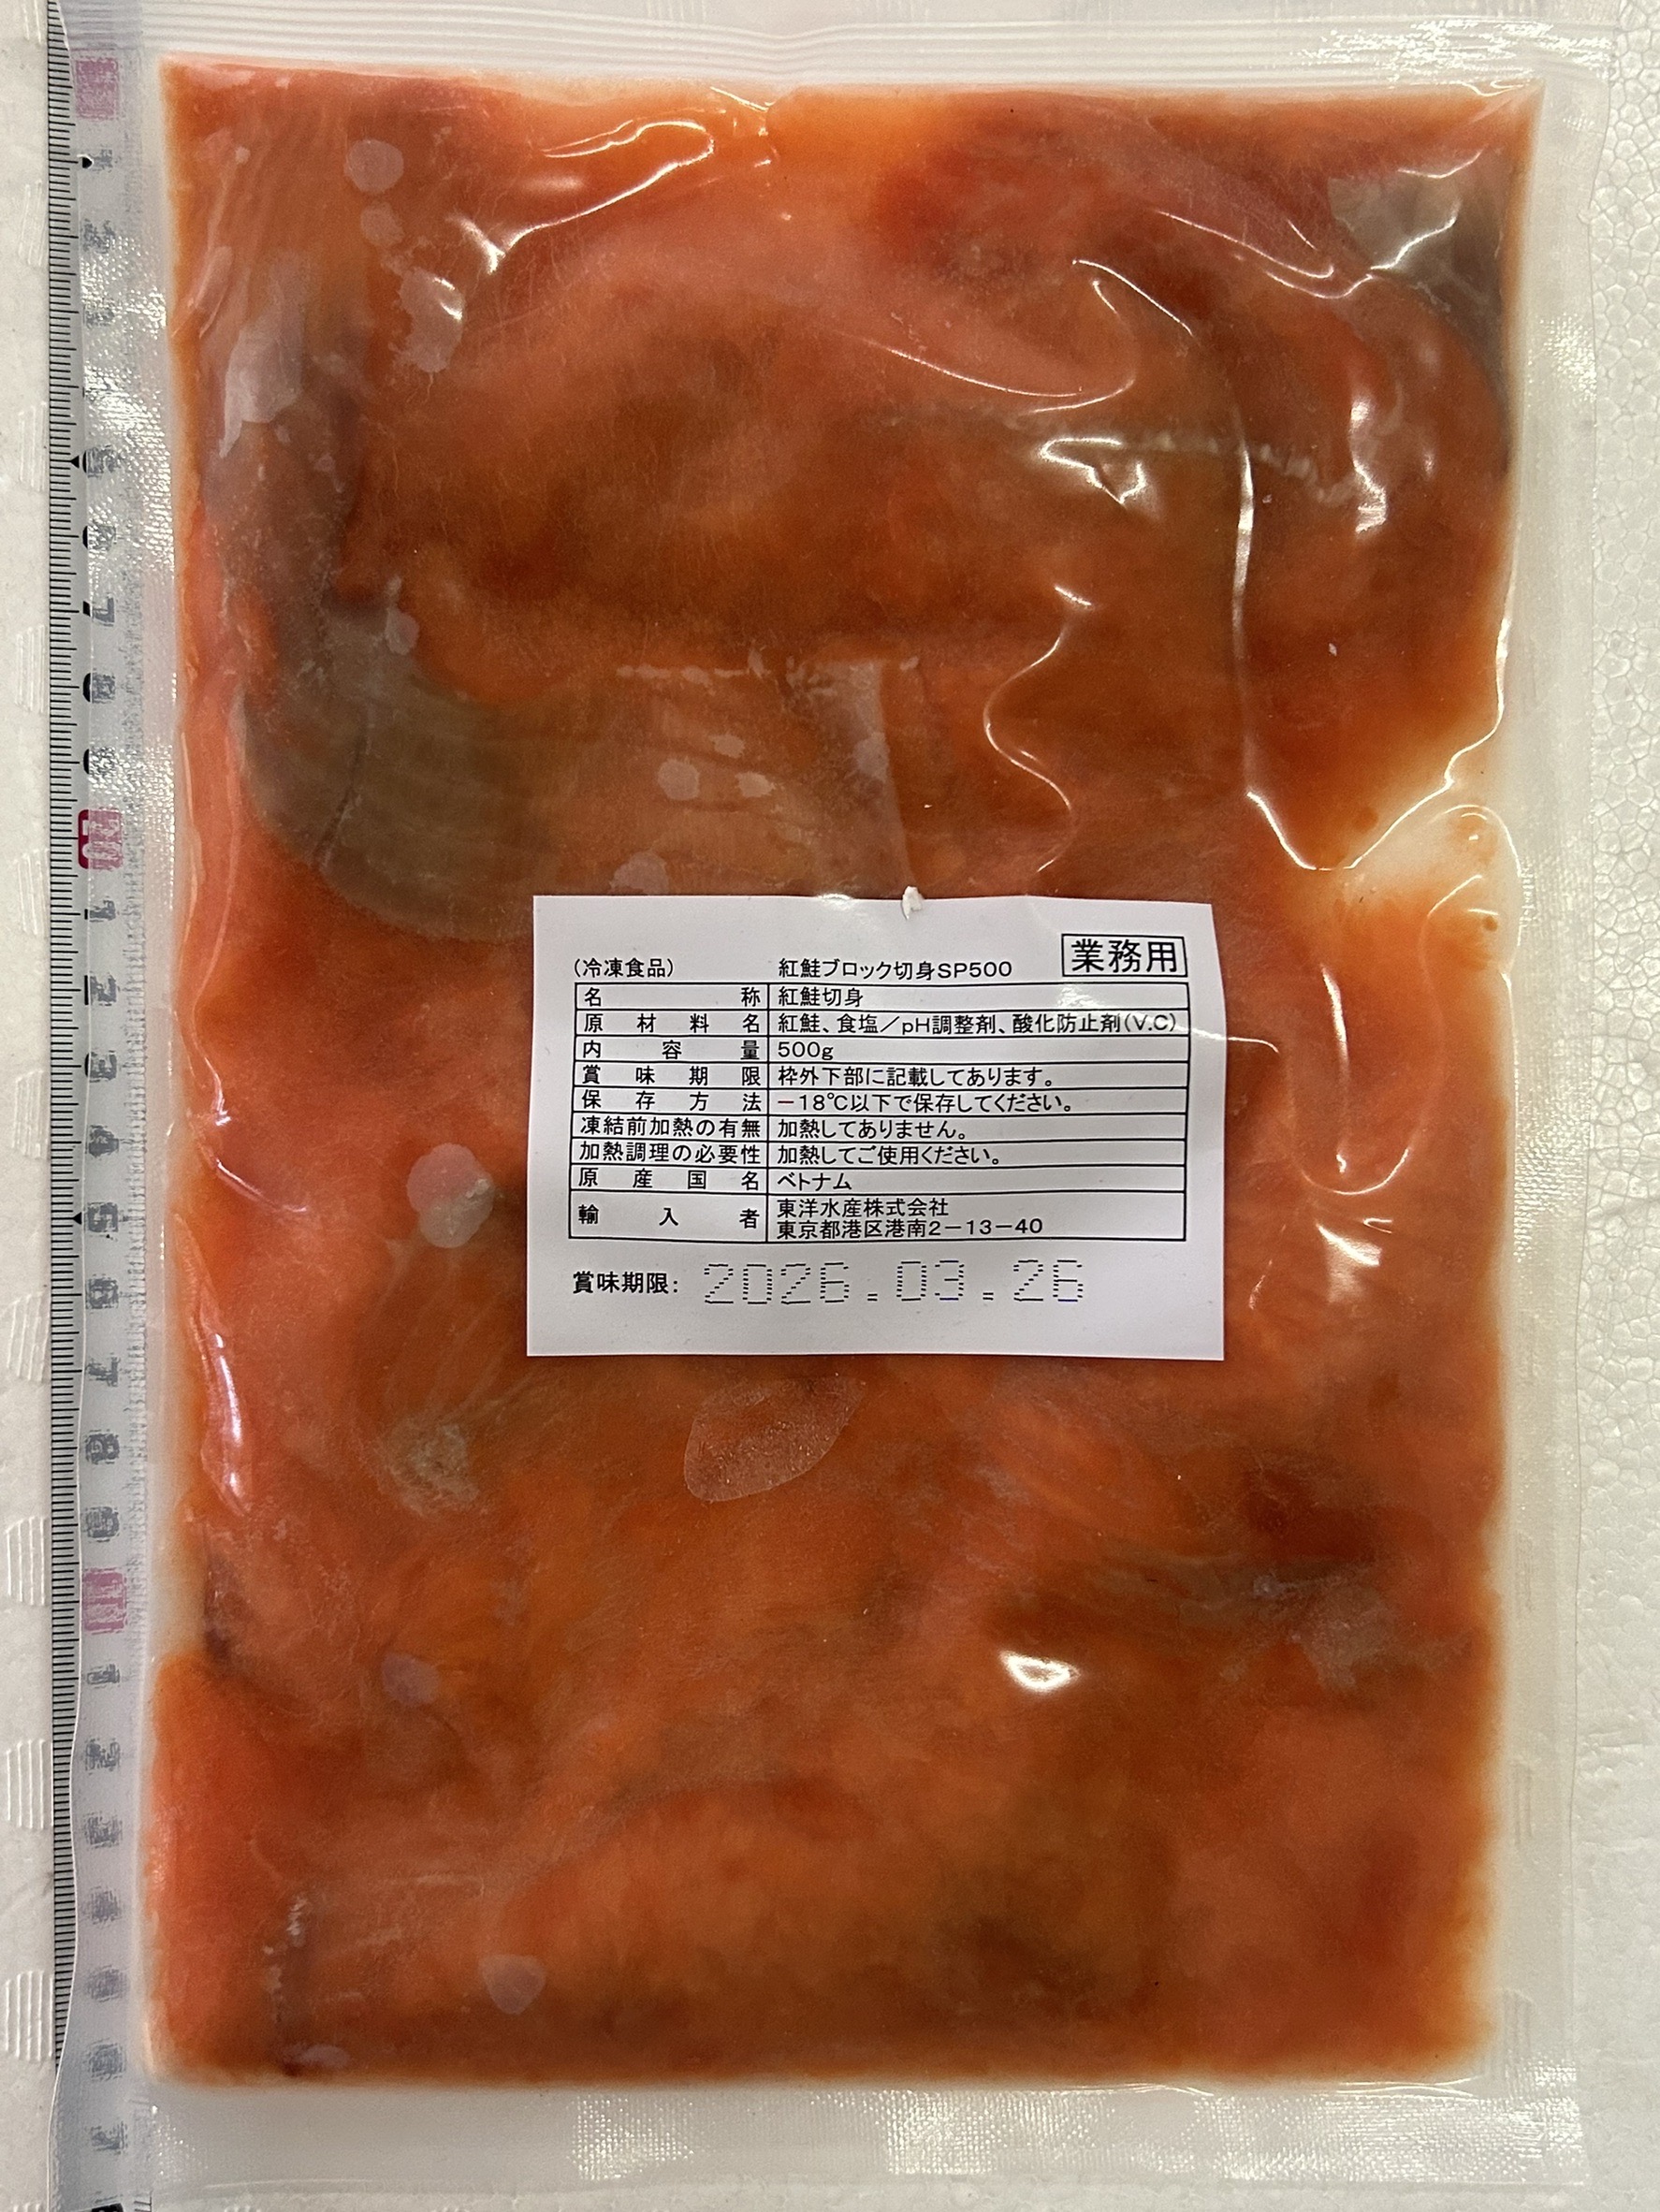 (冷凍食品) 紅鮭ブロック切身SP500 業務用
名称 紅鮭切身
原材料名 紅鮭、食塩/pH調整剤、酸化防止剤(V.C)
内容量 500g
賞味期限 枠外下部に記載してあります。
保存方法 -18℃以下で保存してください。
凍結前加熱の有無 加熱してありません。
加熱調理の必要性 加熱してご使用ください。
原産国名 ベトナム
輸入者 東洋水産株式会社
東京都港区港南2-13-40
賞味期限: 2026.03.26